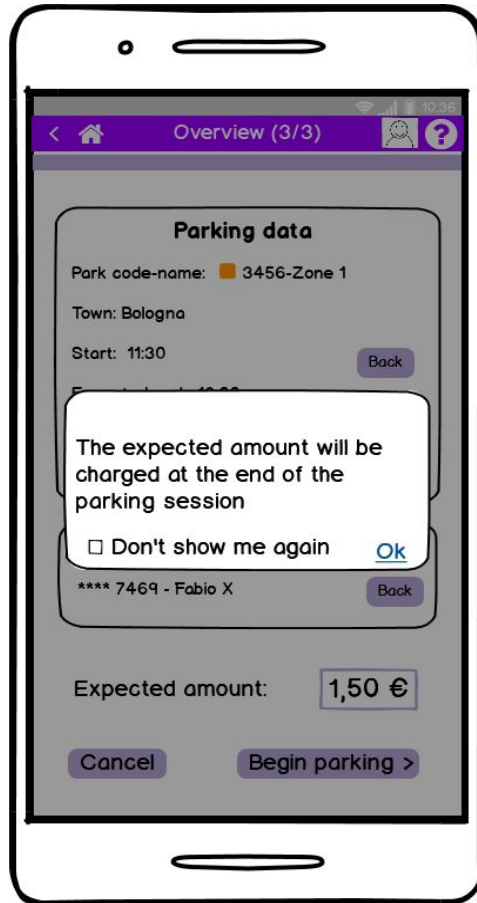 10:36
< Overview (3/3) ?
Parking data
Park code-name: 3456-Zone 1
Town: Bologna
Start: 11:30
Back
The expected amount will be
charged at the end of the
parking session
☐ Don't show me again Ok
**** 7469 - Fabio X
Back
Expected amount: 1,50 €
Cancel Begin parking >